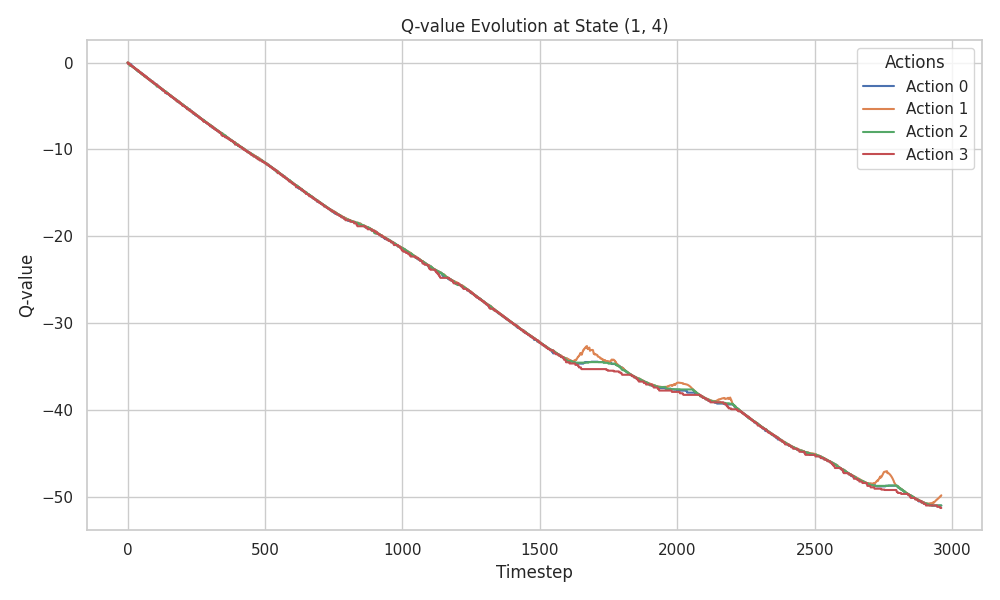 Q-value Evolution at State (1, 4)
Actions
Action 0
Action 1
Action 2
Action 3
Q-value
0
−10
−20
−30
−40
−50
0 500 1000 1500 2000 2500 3000
Timestep